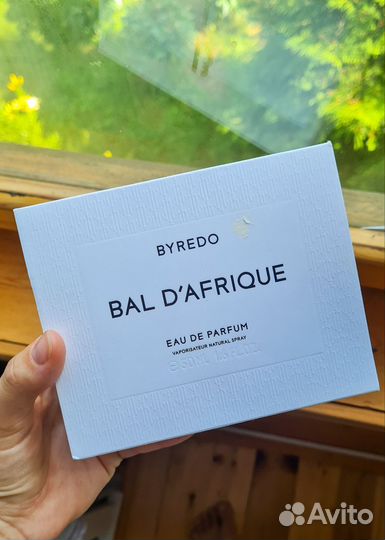 BYREDO
BAL D'AFRIQUE
EAU DE PARFUM
VAPORISATEUR NATURAL SPRAY
Avito